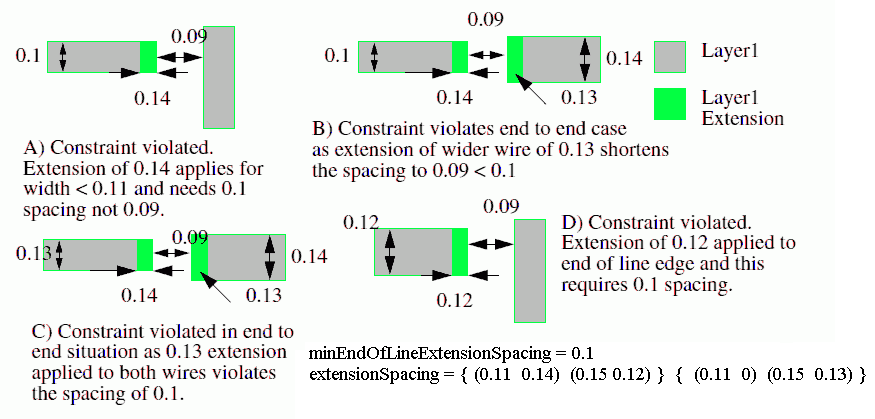 0.09
0.1
0.14
A) Constraint violated.
Extension of 0.14 applies for
width < 0.11 and needs 0.1
spacing not 0.09.
0.09
0.1
0.14
0.14
0.13
B) Constraint violates end to end case
as extension of wider wire of 0.13 shortens
the spacing to 0.09 < 0.1
Layer1
Layer1
Extension
0.13
0.09
0.14
0.14
0.13
C) Constraint violated in end to
end situation as 0.13 extension
applied to both wires violates
the spacing of 0.1.
0.12
0.09
0.12
D) Constraint violated.
Extension of 0.12 applied to
end of line edge and this
requires 0.1 spacing.
minEndOfLineExtensionSpacing = 0.1
extensionSpacing = { (0.11 0.14) (0.15 0.12) } { (0.11 0) (0.15 0.13) }